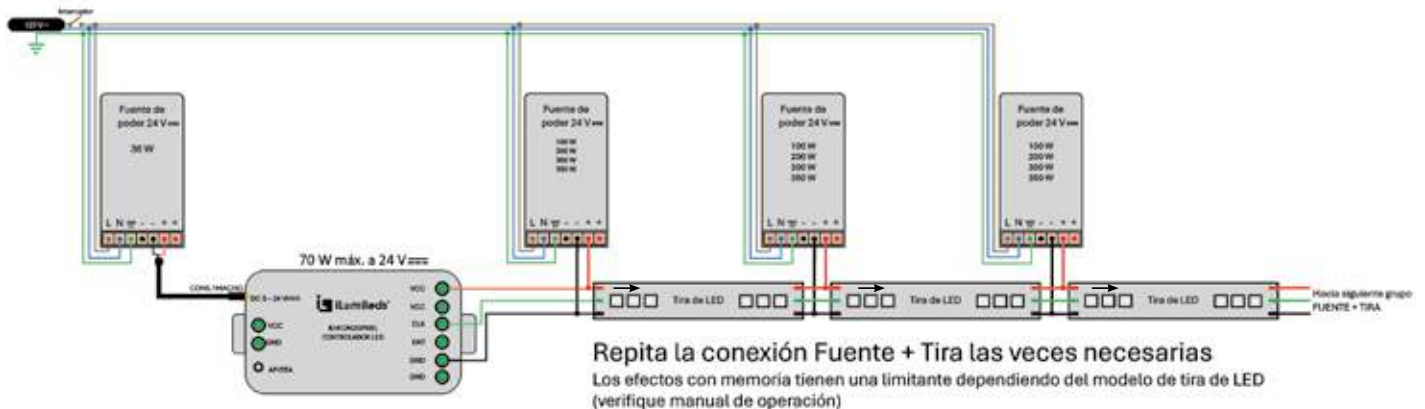 Interruptor
127 V~
Fuente de
poder 24 V
36 W
L N - - + +
Fuente de
poder 24 V
100 W
200 W
300 W
350 W
L N - - + +
Fuente de
poder 24 V
100 W
200 W
300 W
350 W
L N - - + +
Fuente de
poder 24 V
100 W
200 W
300 W
350 W
L N - - + +
70 W máx. a 24 V
DC 5 – 24 V
iLumileds®
CONTROLADOR LED
VCC
GND
VCC
VCC
CLK
DAT
GND
GND
Tira de LED
Tira de LED
Tira de LED
Hacia siguiente grupo
FUENTE + TIRA
Repita la conexión Fuente + Tira las veces necesarias
Los efectos con memoria tienen una limitante dependiendo del modelo de tira de LED
(verifique manual de operación)